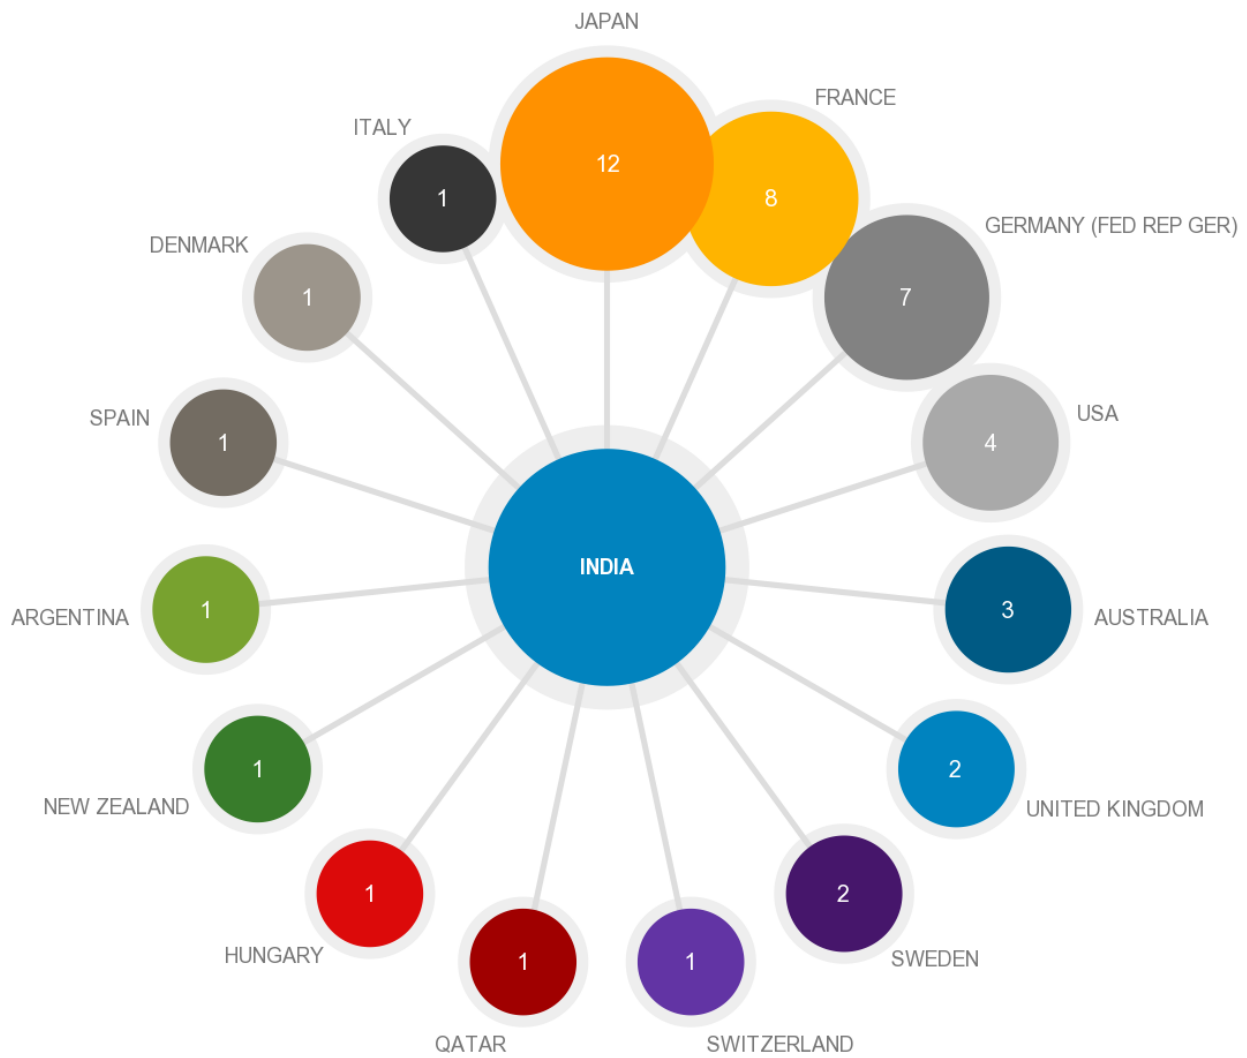 JAPAN
12
FRANCE
8
GERMANY (FED REP GER)
7
USA
4
AUSTRALIA
3
UNITED KINGDOM
2
SWEDEN
2
SWITZERLAND
1
QATAR
1
HUNGARY
1
NEW ZEALAND
1
ARGENTINA
1
SPAIN
1
DENMARK
1
ITALY
1
INDIA